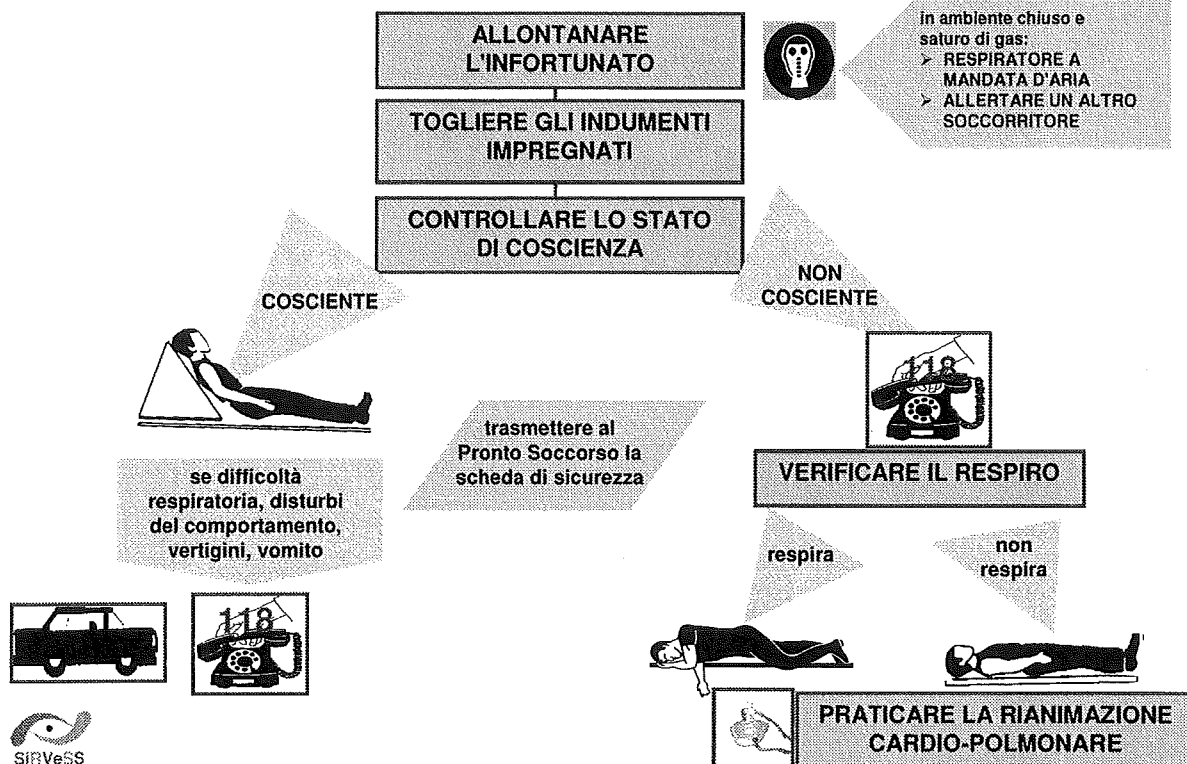 ALLONTANARE
L'INFORTUNATO
in ambiente chiuso e
saturo di gas:
➢ RESPIRATORE A
MANDATA D'ARIA
➢ ALLERTARE UN ALTRO
SOCCORRITORE
TOGLIERE GLI INDUMENTI
IMPREGNATI
CONTROLLARE LO STATO
DI COSCIENZA
COSCIENTE
NON
COSCIENTE
118
trasmettere al
Pronto Soccorso la
scheda di sicurezza
VERIFICARE IL RESPIRO
se difficoltà
respiratoria, disturbi
del comportamento,
vertigini, vomito
respira
non
respira
118
PRATICARE LA RIANIMAZIONE
CARDIO-POLMONARE
SiRVeSS